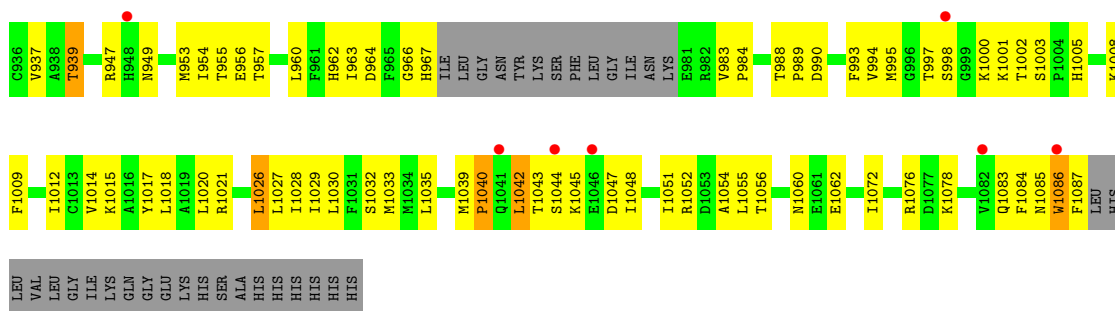 C936 V937 A938 T939 R947 H948 N949 M953 I954 T955 E956 T957 L960 F961 H962 I963 D964 F965 G966 H967 ILE LEU GLY ASN TYR LYS SER PHE LEU GLY ILE ASN LYS E981 R982 V983 P984 T988 P989 D990 F993 V994 M995 G996 T997 S998 G999 K1000 K1001 T1002 S1003 P1004 H1005 K1008
F1009 I1012 C1013 V1014 K1015 A1016 Y1017 L1018 A1019 L1020 R1021 L1026 L1027 I1028 I1029 L1030 F1031 S1032 M1033 M1034 L1035 M1039 P1040 Q1041 L1042 T1043 S1044 K1045 E1046 D1047 I1048 I1051 R1052 D1053 A1054 L1055 T1056 N1060 E1061 E1062 I1072 R1076 D1077 K1078 V1082 Q1083 F1084 N1085 W1086 F1087 LEU HIS
LEU VAL LEU GLY ILE LYS GLN GLY GLU LYS HIS SER ALA HIS HIS HIS HIS HIS HIS